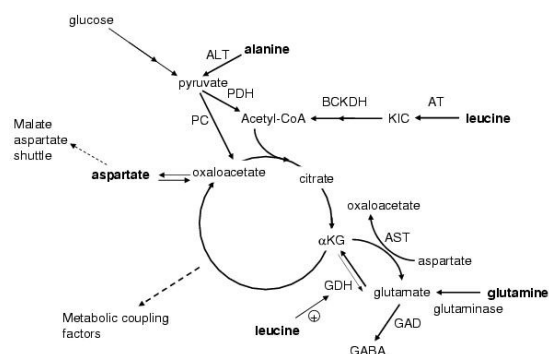 glucose
ALT
alanine
pyruvate
PDH
PC
Acetyl-CoA
BCKDH
KIC
AT
leucine
Malate
aspartate
shuttle
aspartate
oxaloacetate
citrate
oxaloacetate
αKG
AST
aspartate
GDH
glutamate
glutamine
glutaminase
Metabolic coupling
factors
leucine
+
GAD
GABA